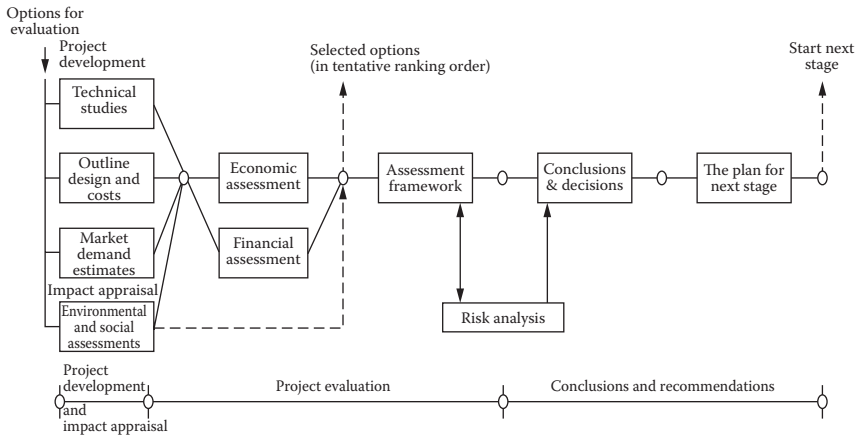 Options for
evaluation
Project
development
Technical
studies
Outline
design and
costs
Market
demand
estimates
Impact appraisal
Environmental
and social
assessments
Economic
assessment
Financial
assessment
Selected options
(in tentative ranking order)
Assessment
framework
Risk analysis
Conclusions
& decisions
The plan for
next stage
Start next
stage
Project
development
and
impact appraisal
Project evaluation
Conclusions and recommendations